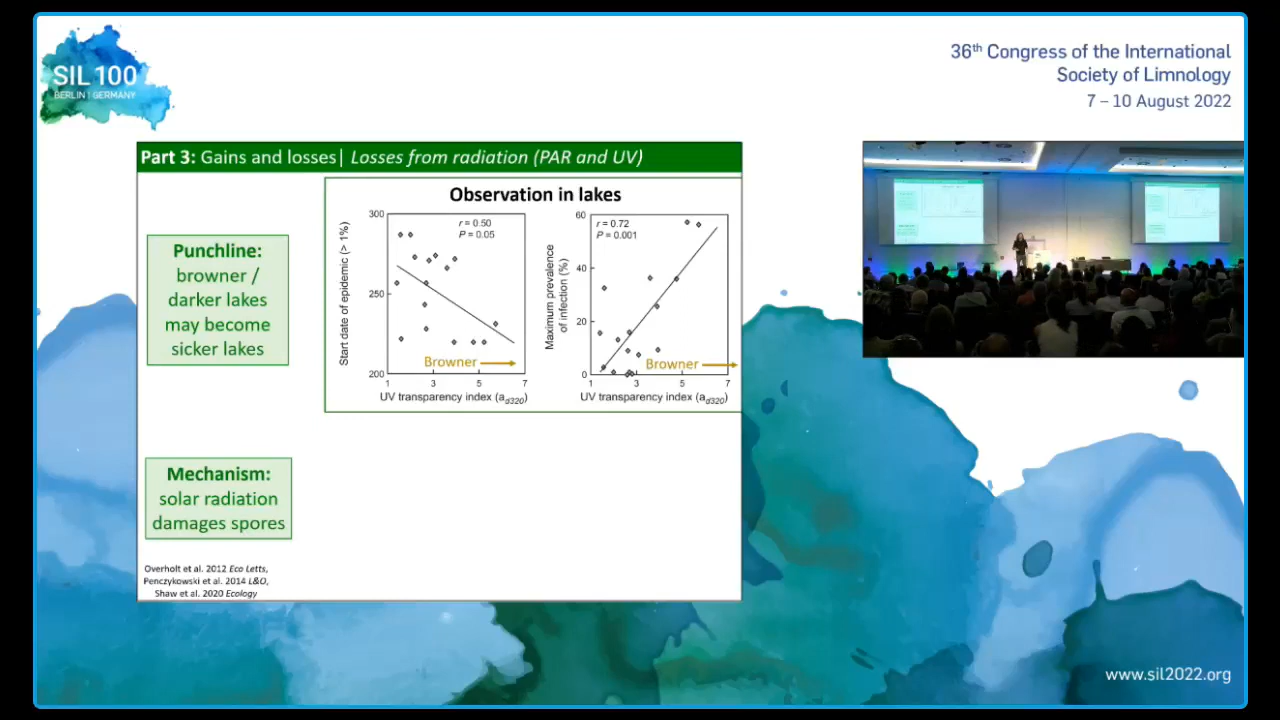 SIL 100
BERLIN | GERMANY
36th Congress of the International
Society of Limnology
7 – 10 August 2022
Part 3: Gains and losses| Losses from radiation (PAR and UV)
Punchline:
browner /
darker lakes
may become
sicker lakes
Observation in lakes
Start date of epidemic (> 1%)
300
250
200
r = 0.50
P = 0.05
Browner
1 3 5 7
UV transparency index (ad320)
Maximum prevalence
of infection (%)
60
40
20
0
r = 0.72
P = 0.001
Browner
1 3 5 7
UV transparency index (ad320)
Mechanism:
solar radiation
damages spores
Overholt et al. 2012 Eco Letts,
Penczykowski et al. 2014 L&O,
Shaw et al. 2020 Ecology
www.sil2022.org